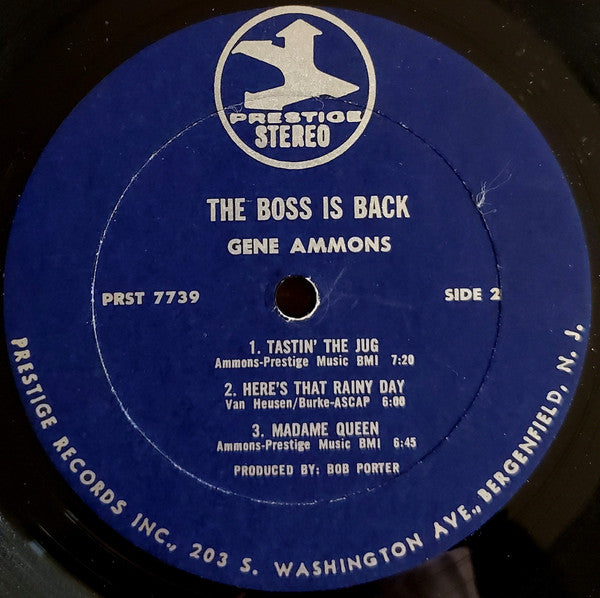 PRESTIGE
STEREO
THE BOSS IS BACK
GENE AMMONS
PRST 7739
SIDE 2
1. TASTIN' THE JUG
Ammons-Prestige Music BMI 7:20
2. HERE'S THAT RAINY DAY
Van Heusen/Burke-ASCAP 6:00
3. MADAME QUEEN
Ammons-Prestige Music BMI 6:45
PRODUCED BY: BOB PORTER
PRESTIGE RECORDS INC., 203 S. WASHINGTON AVE., BERGENFIELD, N. J.